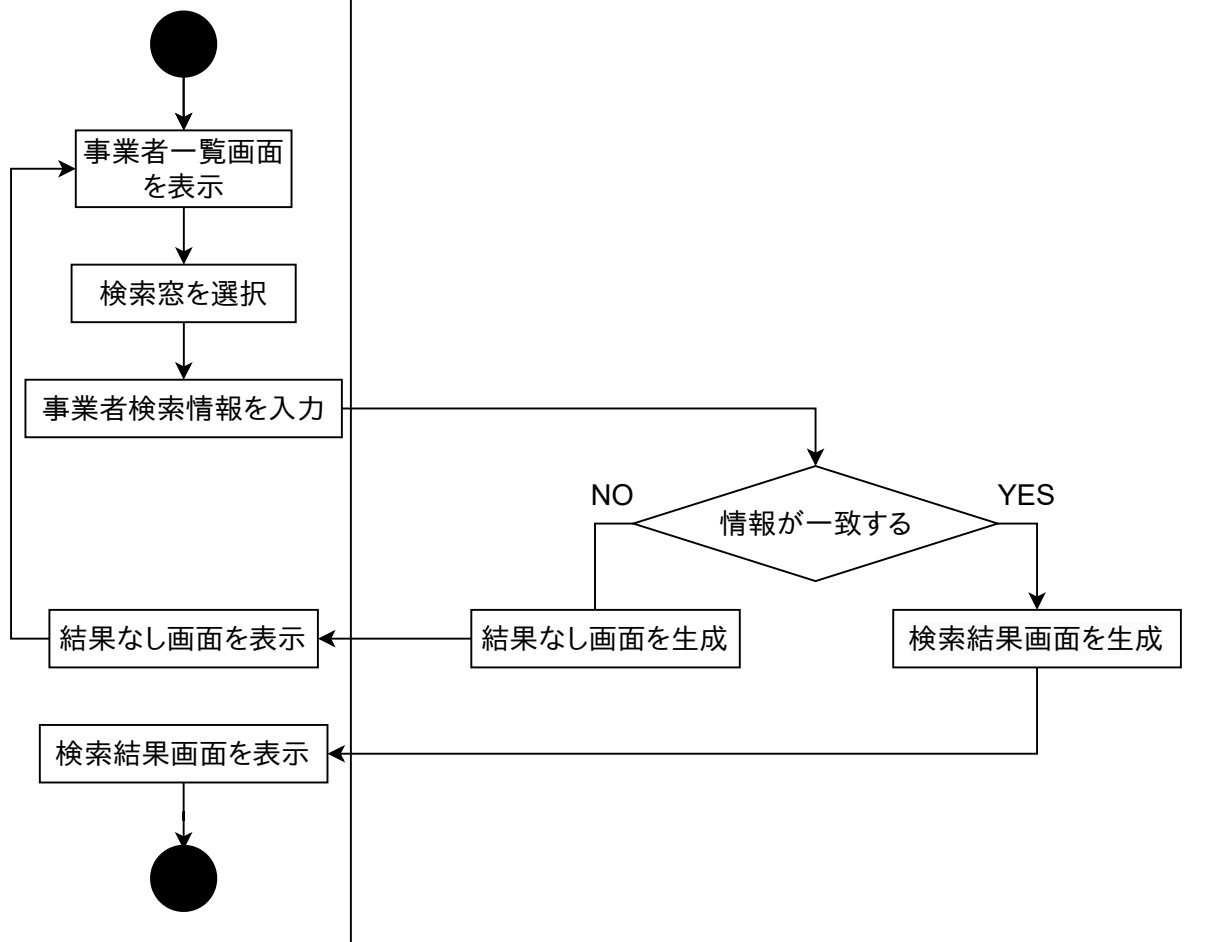 事業者一覧画面
を表示
検索窓を選択
事業者検索情報を入力
NO
YES
情報が一致する
結果なし画面を表示
結果なし画面を生成
検索結果画面を生成
検索結果画面を表示